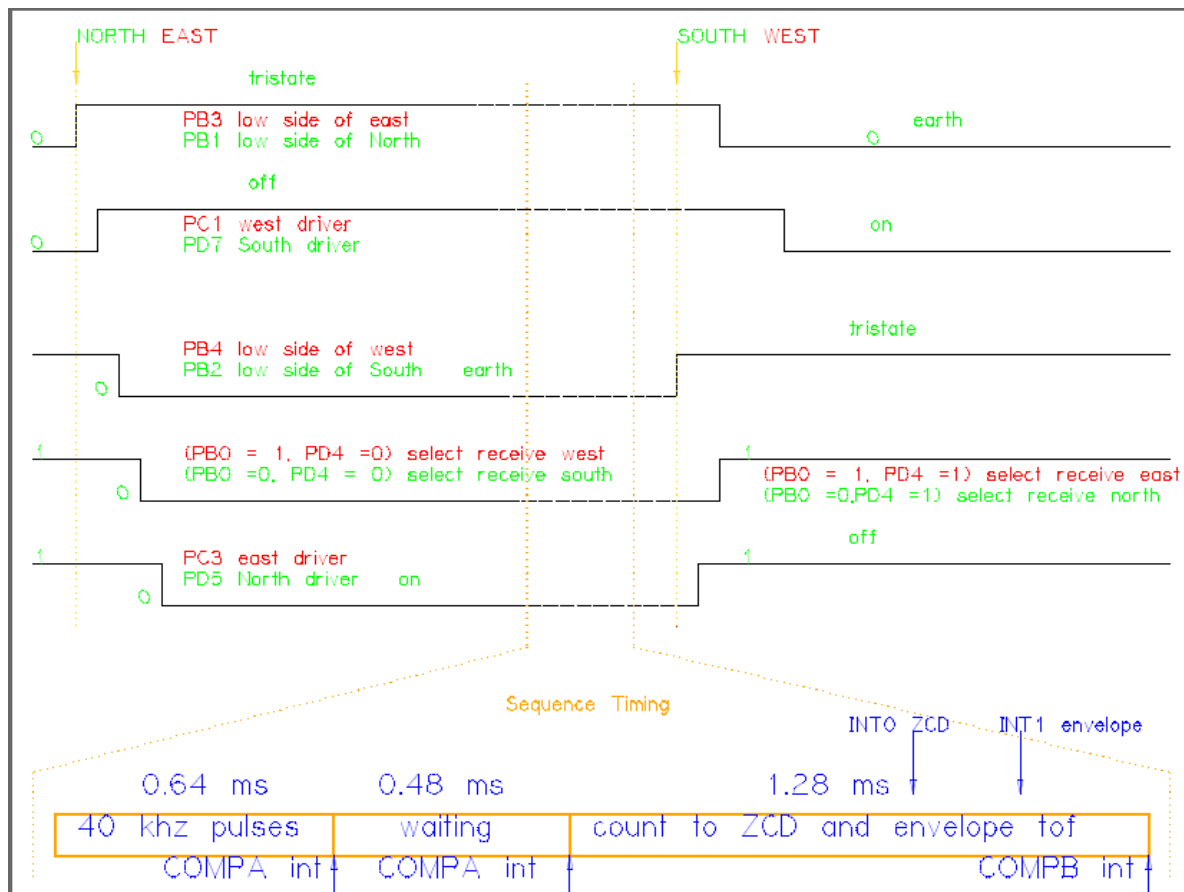 NORTH EAST
SOUTH WEST
tristate
PB3 low side of east
0
PB1 low side of North
earth
0
off
PC1 west driver
0
PD7 South driver
on
PB4 low side of west
0
PB2 low side of South earth
tristate
1
(PB0 = 1, PD4 =0) select receive west
0
(PB0 =0, PD4 = 0) select receive south
1
(PB0 = 1, PD4 =1) select receive east
(PB0 =0,PD4 =1) select receive north
1
PC3 east driver
0
PD5 North driver on
off
1
Sequence Timing
INT0 ZCD
INT1 envelope
0.64 ms
0.48 ms
1.28 ms
40 khz pulses
waiting
count to ZCD and envelope tof
COMPA int
COMPA int
COMPB int